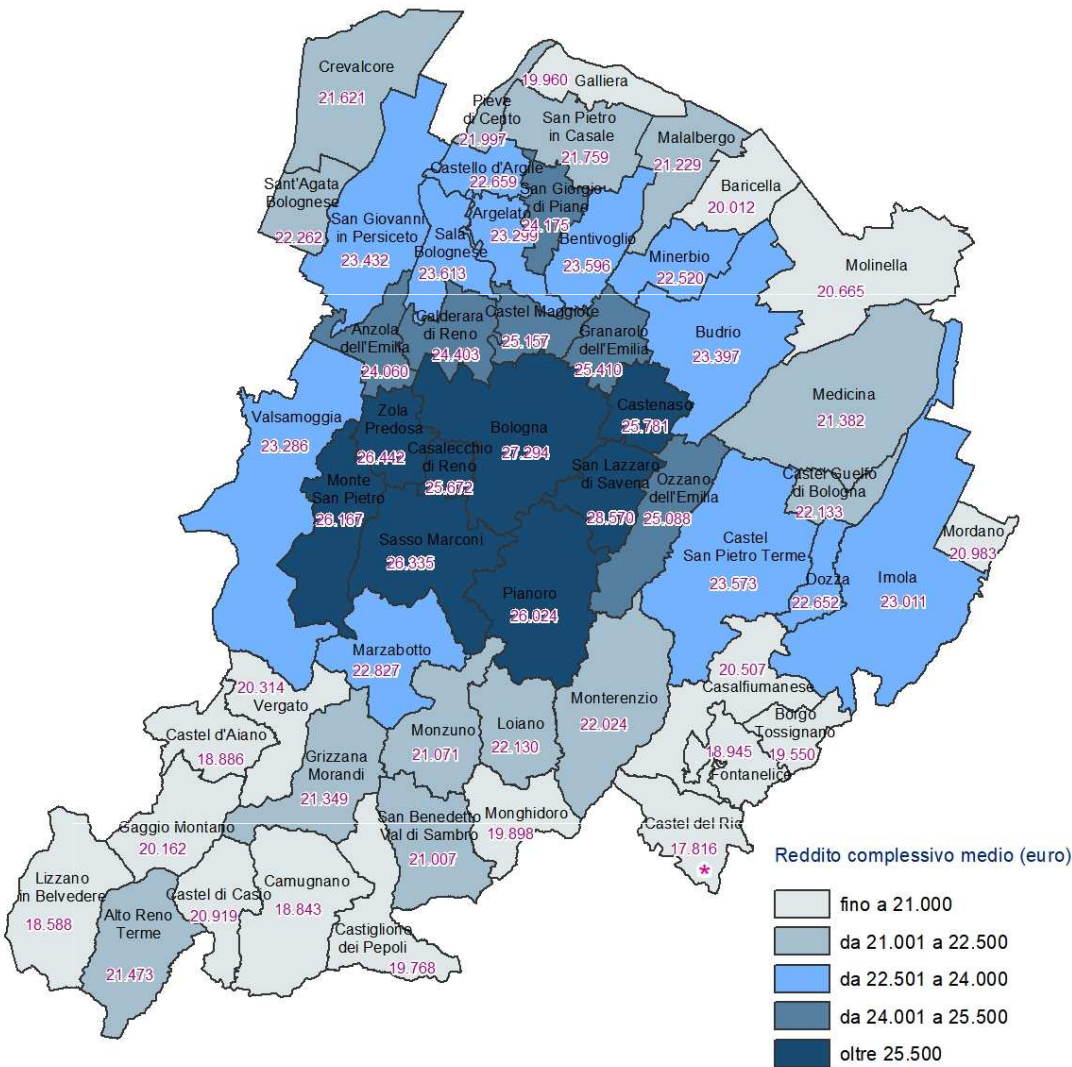 Crevalcore
21.621
19.960
Galliera
Pieve
di Cento
21.997
San Pietro
in Casale
21.759
Malalbergo
21.229
Castello d'Argile
22.659
Sant'Agata
Bolognese
22.262
San Giovanni
in Persiceto
23.432
Sala
Bolognese
23.613
Argelato
23.299
San Giorgio
di Piano
24.175
Bentivoglio
23.596
Baricella
20.012
Minerbio
22.520
Molinella
20.665
Anzola
dell'Emilia
24.060
Calderara
di Reno
24.403
Castel Maggiore
25.157
Granarolo
dell'Emilia
25.410
Budrio
23.397
Valsamoggia
23.286
Zola
Predosa
26.442
Casalecchio
di Reno
25.672
Bologna
27.294
Castenaso
25.781
Medicina
21.382
Monte
San Pietro
26.167
San Lazzaro
di Savena
28.570
Ozzano
dell'Emilia
25.088
Castel Guelfo
di Bologna
22.133
Sasso Marconi
26.335
Castel
San Pietro Terme
23.573
Mordano
20.983
Pianoro
26.024
Dozza
22.652
Imola
23.011
Marzabotto
22.827
20.314
Vergato
20.507
Casalfiumanese
Castel d'Aiano
18.886
Grizzana
Morandi
21.349
Monzuno
21.071
Loiano
22.130
Monterenzio
22.024
Borgo
Tossignano
19.550
18.945
Fontanelice
Gaggio Montano
20.162
San Benedetto
Val di Sambro
21.007
Monghidoro
19.898
Castel del Rio
17.816
*
Lizzano
in Belvedere
18.588
Alto Reno
Terme
21.473
Castel di Casio
20.919
Camugnano
18.843
Castiglione
dei Pepoli
19.768
Reddito complessivo medio (euro)
fino a 21.000
da 21.001 a 22.500
da 22.501 a 24.000
da 24.001 a 25.500
oltre 25.500